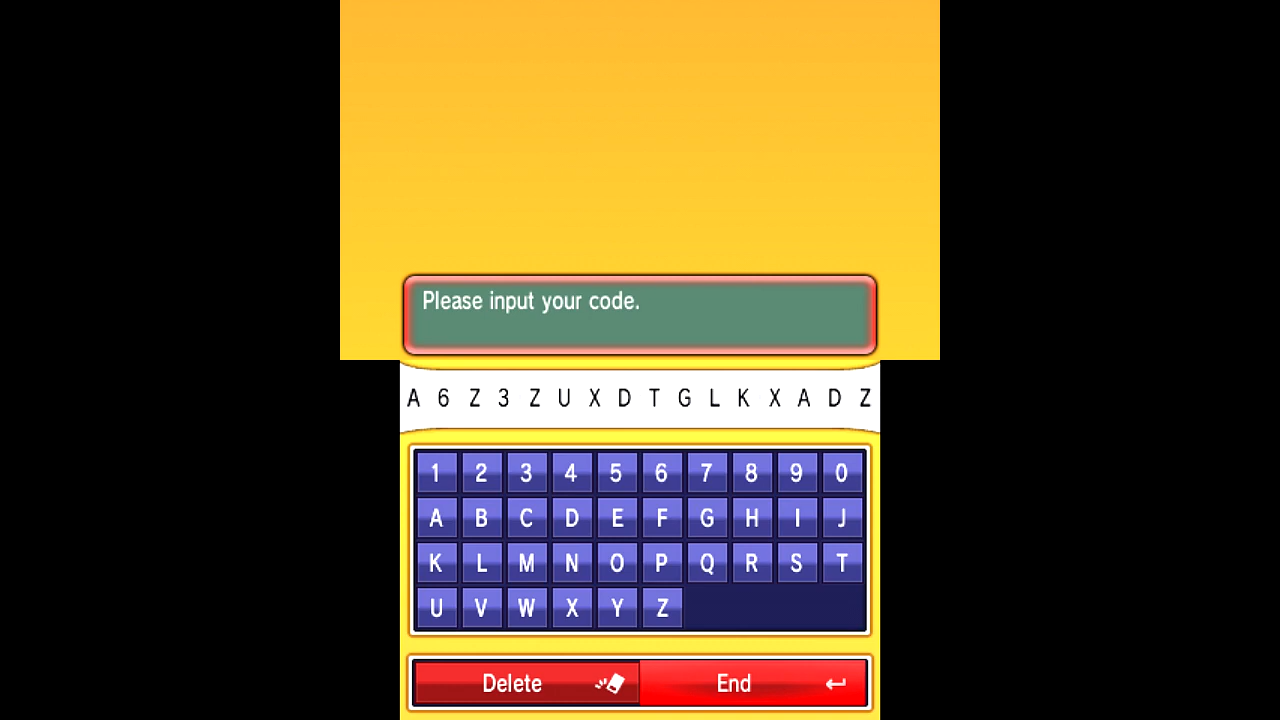 Please input your code.
A 6 Z 3 Z U X D T G L K X A D Z
1 2 3 4 5 6 7 8 9 0
A B C D E F G H I J
K L M N O P Q R S T
U V W X Y Z
Delete End